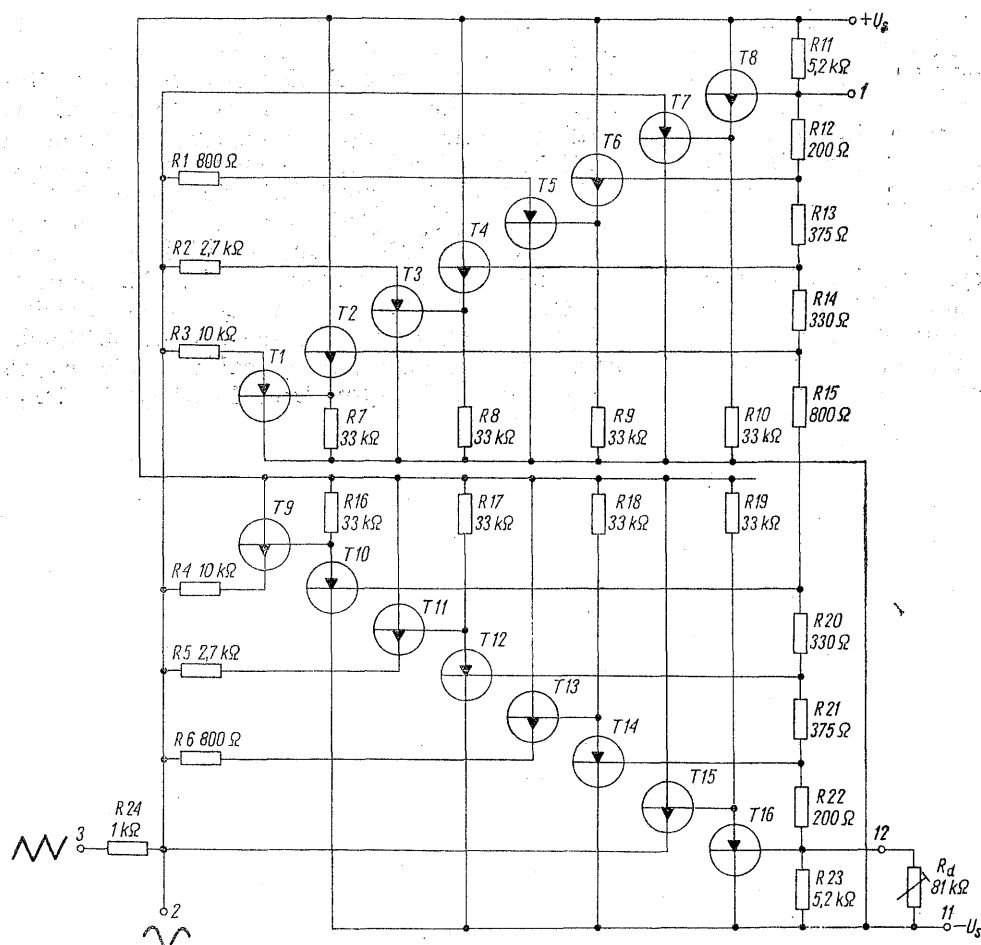 +Us
R11
5,2 kΩ
T8
1
T7
R12
200 Ω
T6
R1 800 Ω
T5
R13
375 Ω
T4
R2 2,7 kΩ
T3
R14
330 Ω
T2
R3 10 kΩ
T1
R15
800 Ω
R7
33 kΩ
R8
33 kΩ
R9
33 kΩ
R10
33 kΩ
R16
33 kΩ
R17
33 kΩ
R18
33 kΩ
R19
33 kΩ
T9
T10
R4 10 kΩ
T11
R20
330 Ω
T12
R5 2,7 kΩ
T13
R21
375 Ω
T14
R6 800 Ω
T15
R22
200 Ω
T16
R24
1 kΩ
3
12
Rd
81 kΩ
R23
5,2 kΩ
11
-Us
2